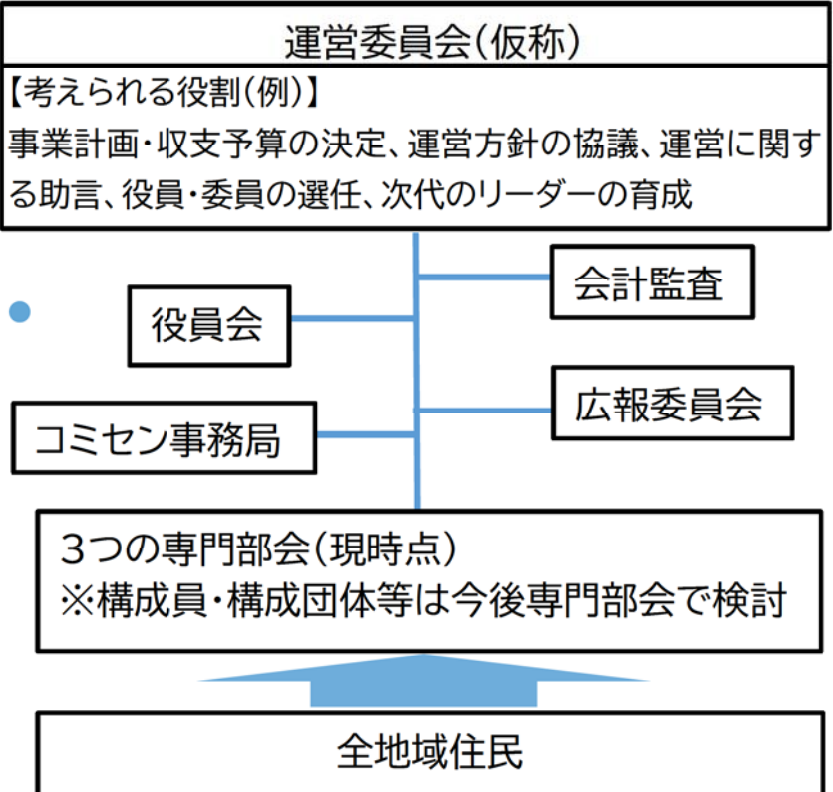 運営委員会(仮称)
【考えられる役割(例)】
事業計画・収支予算の決定、運営方針の協議、運営に関す
る助言、役員・委員の選任、次代のリーダーの育成
会計監査
役員会
広報委員会
コミセン事務局
3つの専門部会(現時点)
※構成員・構成団体等は今後専門部会で検討
全地域住民